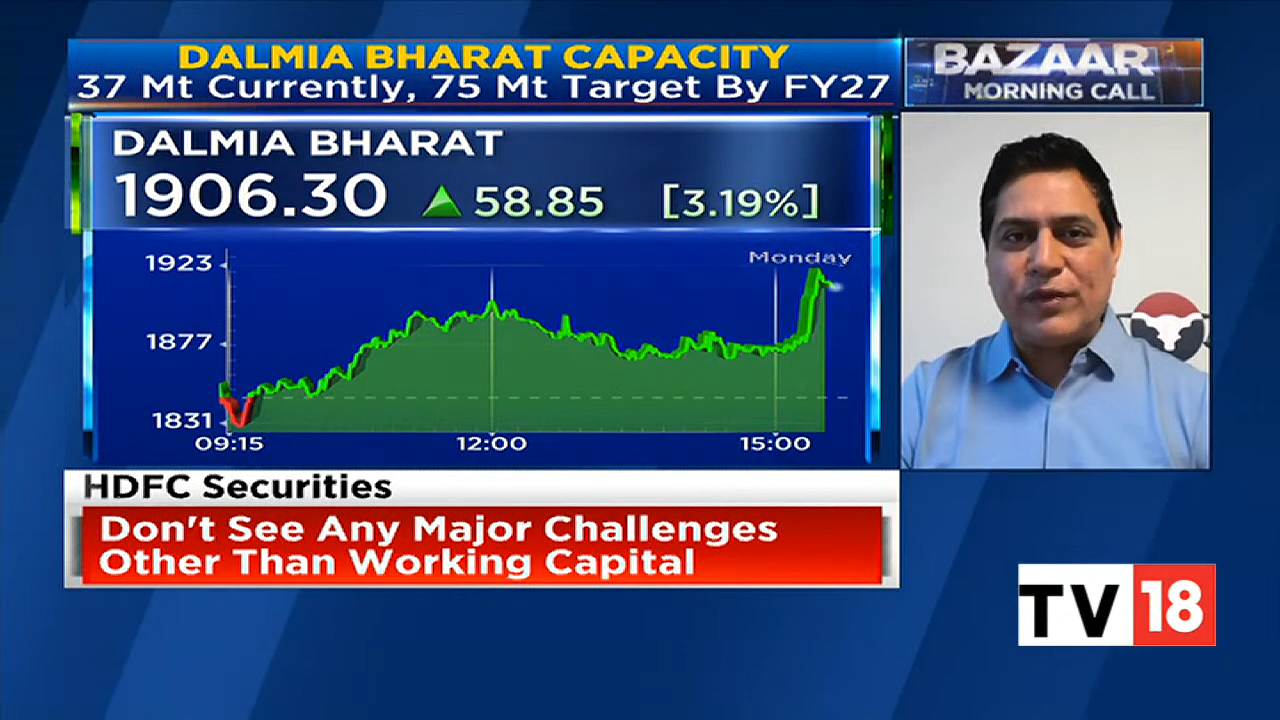 DALMIA BHARAT CAPACITY
37 Mt Currently, 75 Mt Target By FY27
BAZAAR
MORNING CALL
DALMIA BHARAT
1906.30 58.85 [3.19%]
Monday
1923
1877
1831
09:15 12:00 15:00
HDFC Securities
Don't See Any Major Challenges
Other Than Working Capital
TV 18